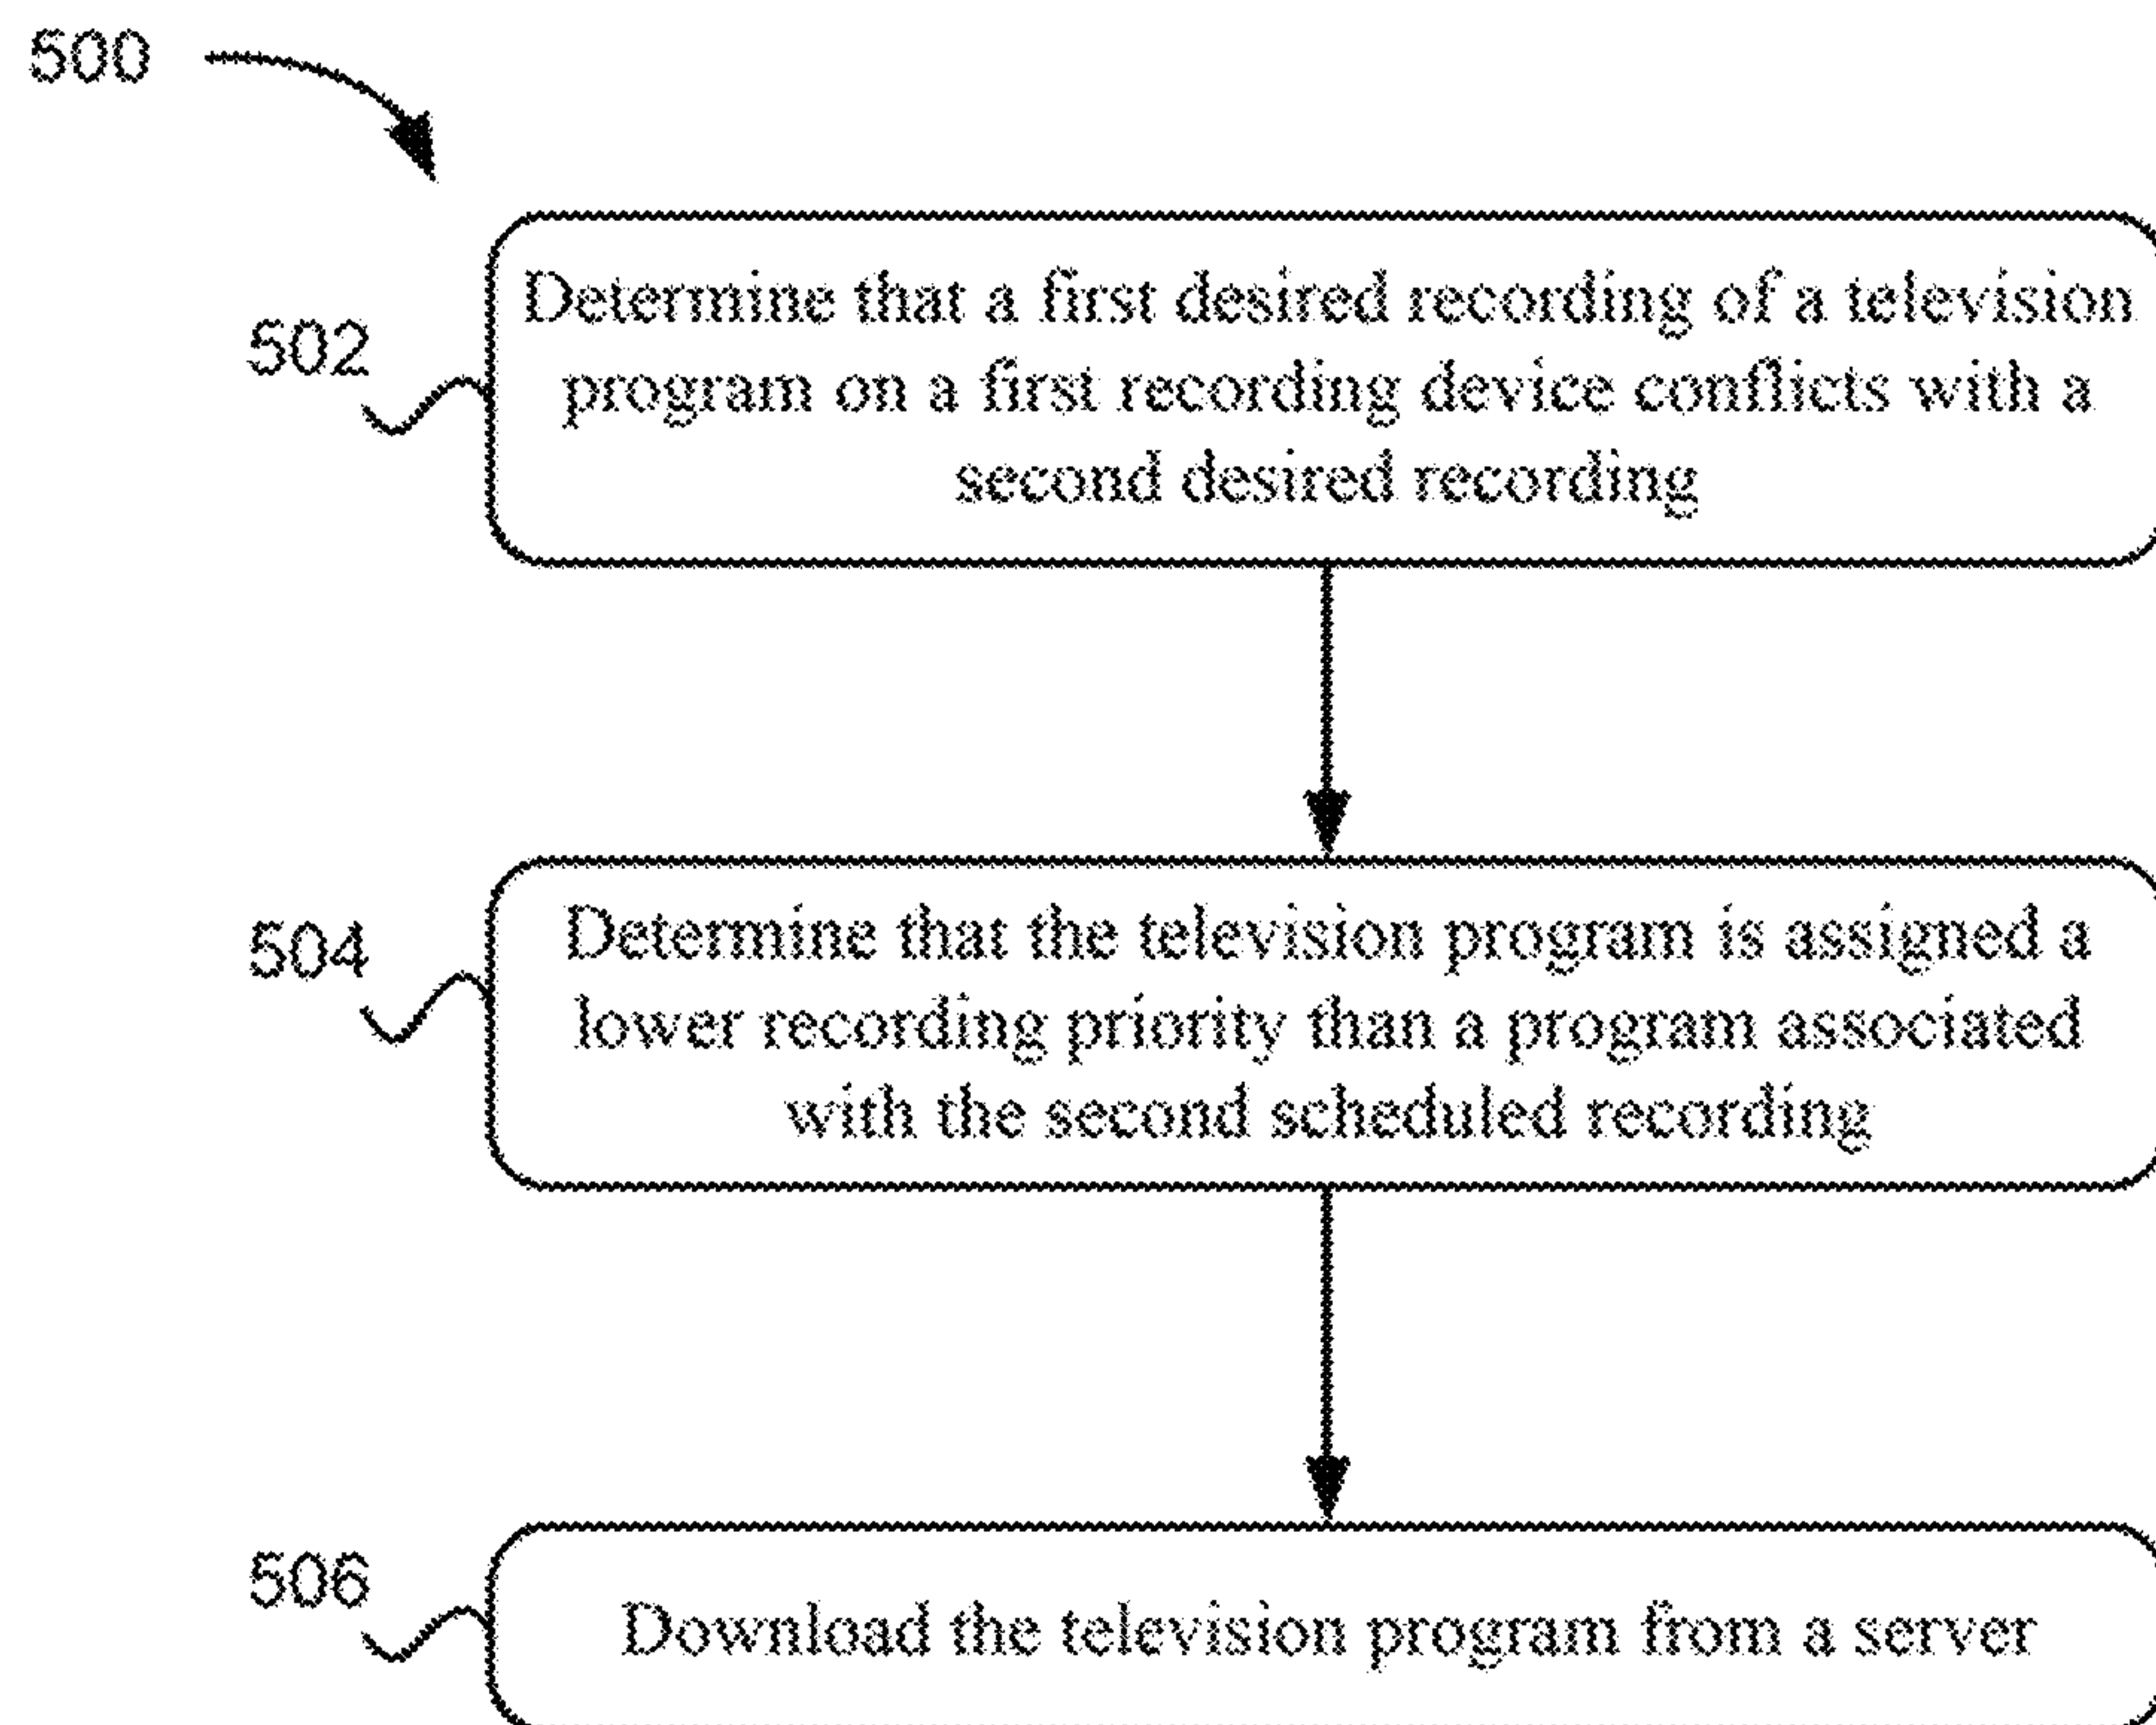 500
502
Determine that a first desired recording of a television
program on a first recording device conflicts with a
second desired recording
504
Determine that the television program is assigned a
lower recording priority than a program associated
with the second scheduled recording
506
Download the television program from a server